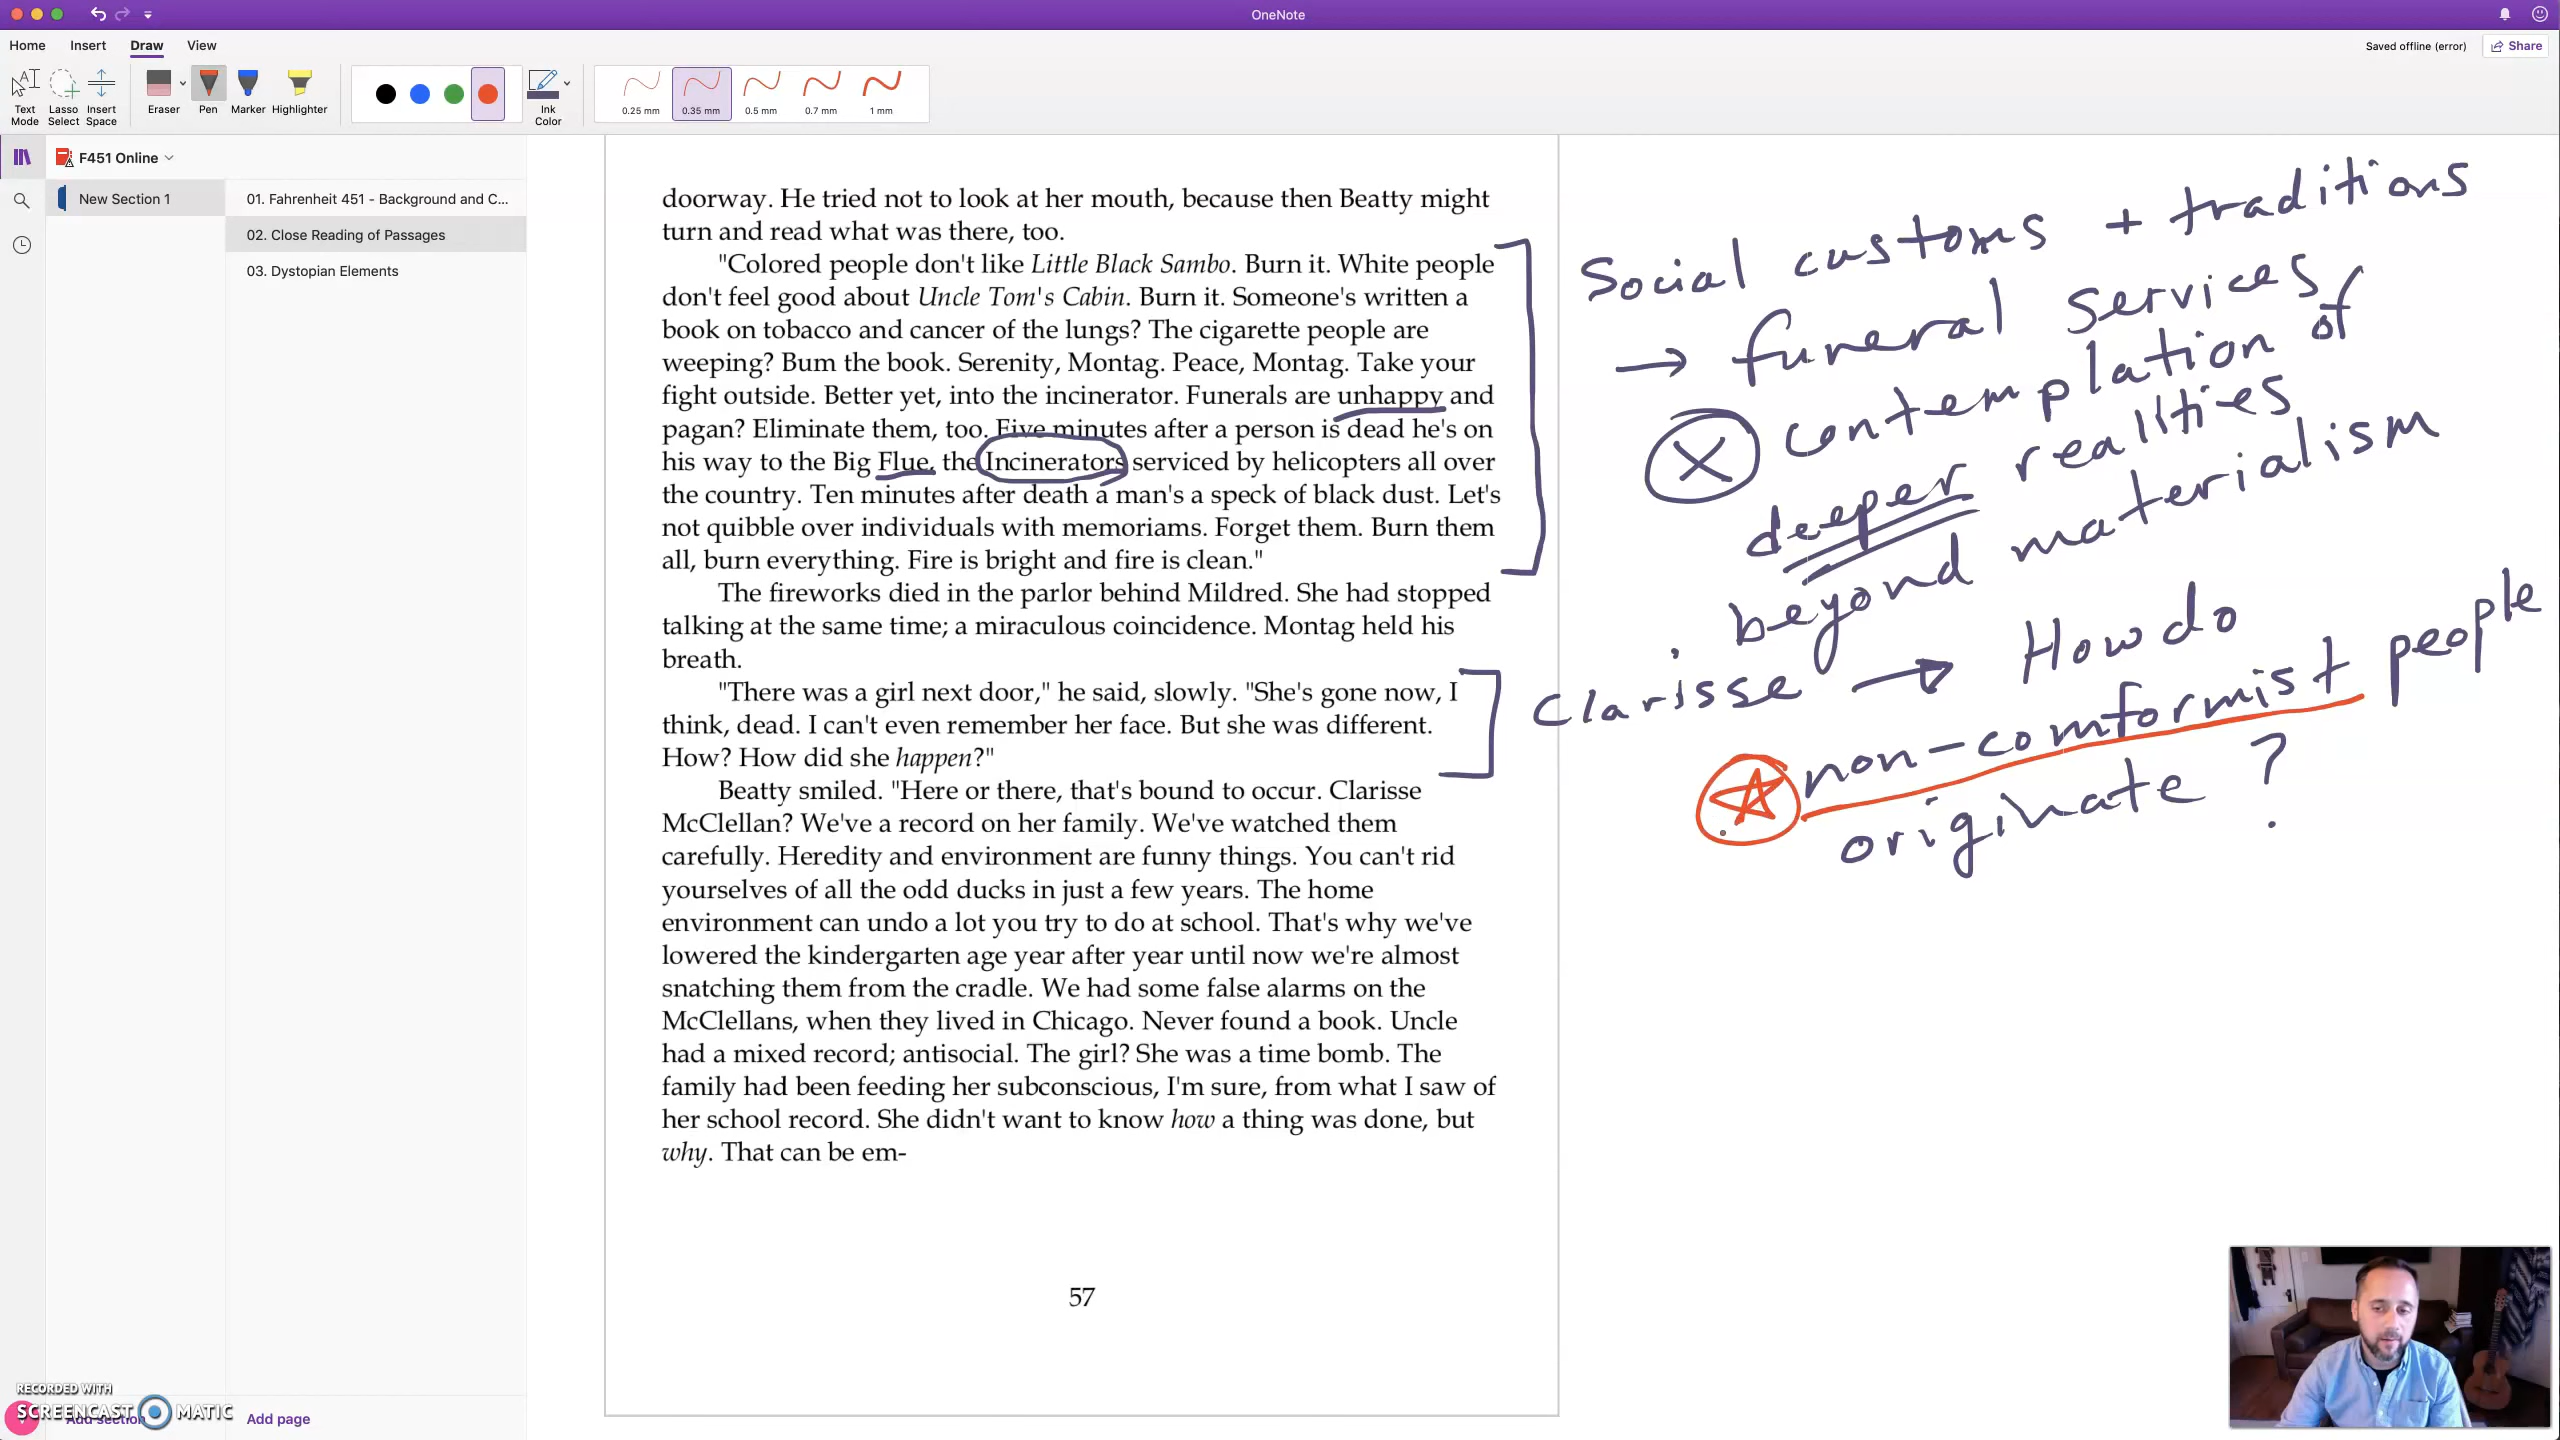 OneNote
Home Insert Draw View
Saved offline (error) Share
Text Mode
Lasso Select
Insert Space
Eraser Pen Marker Highlighter
Ink Color
0.25 mm 0.35 mm 0.5 mm 0.7 mm 1 mm
F451 Online
New Section 1
01. Fahrenheit 451 - Background and C...
02. Close Reading of Passages
03. Dystopian Elements
doorway. He tried not to look at her mouth, because then Beatty might
turn and read what was there, too.
"Colored people don't like Little Black Sambo. Burn it. White people
don't feel good about Uncle Tom's Cabin. Burn it. Someone's written a
book on tobacco and cancer of the lungs? The cigarette people are
weeping? Bum the book. Serenity, Montag. Peace, Montag. Take your
fight outside. Better yet, into the incinerator. Funerals are unhappy and
pagan? Eliminate them, too. Five minutes after a person is dead he's on
his way to the Big Flue, the Incinerators serviced by helicopters all over
the country. Ten minutes after death a man's a speck of black dust. Let's
not quibble over individuals with memoriams. Forget them. Burn them
all, burn everything. Fire is bright and fire is clean."
The fireworks died in the parlor behind Mildred. She had stopped
talking at the same time; a miraculous coincidence. Montag held his
breath.
"There was a girl next door," he said, slowly. "She's gone now, I
think, dead. I can't even remember her face. But she was different.
How? How did she happen?"
Beatty smiled. "Here or there, that's bound to occur. Clarisse
McClellan? We've a record on her family. We've watched them
carefully. Heredity and environment are funny things. You can't rid
yourselves of all the odd ducks in just a few years. The home
environment can undo a lot you try to do at school. That's why we've
lowered the kindergarten age year after year until now we're almost
snatching them from the cradle. We had some false alarms on the
McClellans, when they lived in Chicago. Never found a book. Uncle
had a mixed record; antisocial. The girl? She was a time bomb. The
family had been feeding her subconscious, I'm sure, from what I saw of
her school record. She didn't want to know how a thing was done, but
why. That can be em-
57
Social customs + traditions
→ funeral services
X contemplation of
deeper realities
beyond materialism
Clarisse → How do
non-comformist people
originate?
RECORDED WITH
SCREENCAST MATIC
Add section Add page